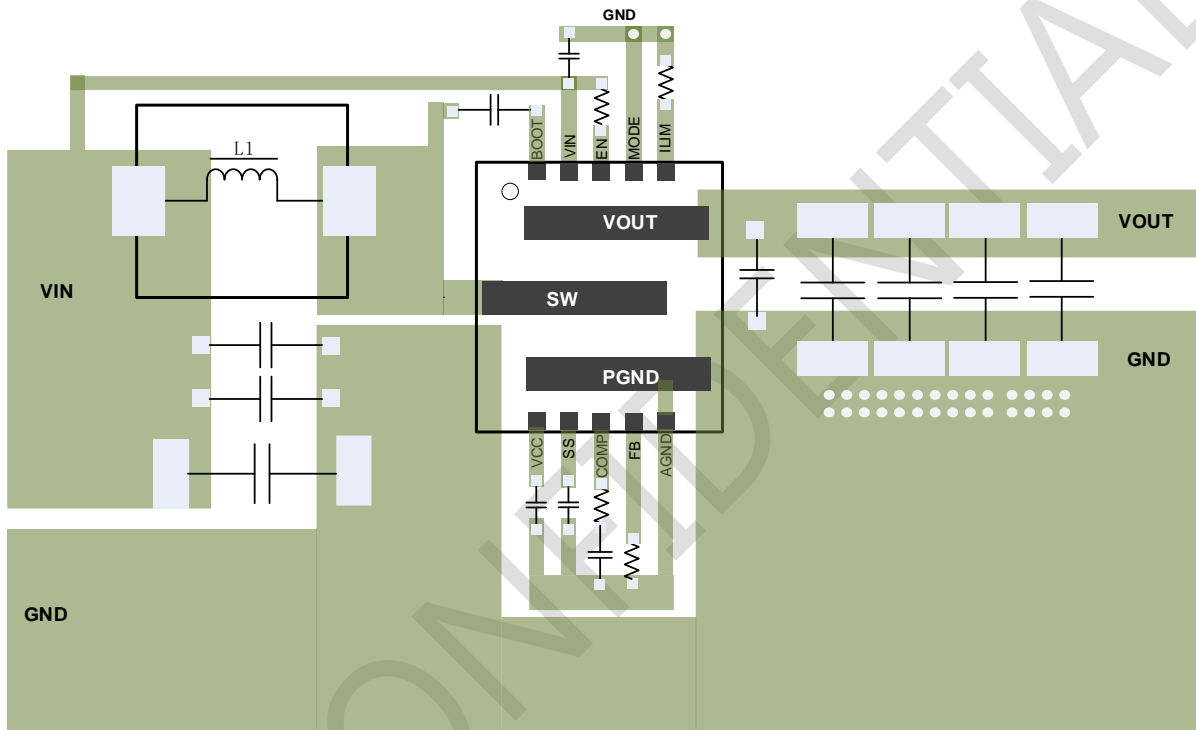 GND
BOOT
VIN
EN
MODE
ILIM
L1
VOUT
VOUT
VIN
SW
GND
PGND
VCC
SS
COMP
FB
AGND
GND
ONFIDENTIAL